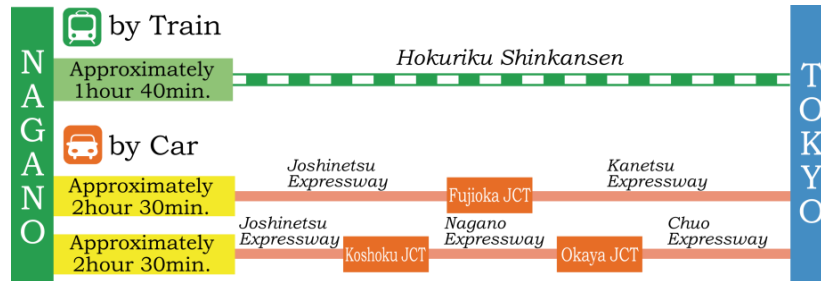 NAGANO
by Train
Approximately
1hour 40min.
Hokuriku Shinkansen
TOKYO
by Car
Approximately
2hour 30min.
Joshinetsu
Expressway
Fujioka JCT
Kanetsu
Expressway
Approximately
2hour 30min.
Joshinetsu
Expressway
Koshoku JCT
Nagano
Expressway
Okaya JCT
Chuo
Expressway